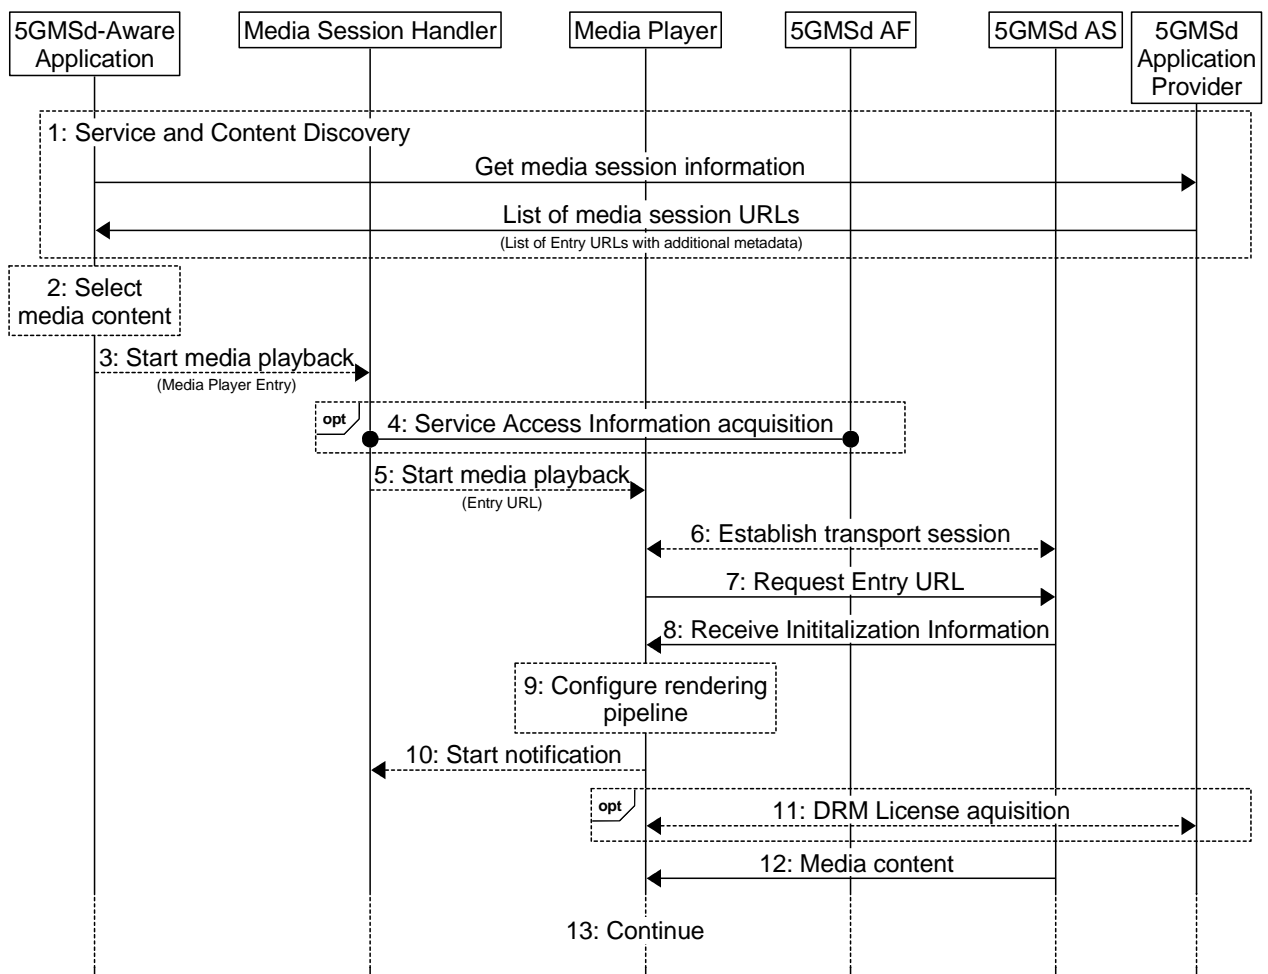 5GMSd-Aware
Application
Media Session Handler
Media Player
5GMSd AF
5GMSd AS
5GMSd
Application
Provider
1: Service and Content Discovery
Get media session information
List of media session URLs
(List of Entry URLs with additional metadata)
2: Select
media content
3: Start media playback
(Media Player Entry)
opt
4: Service Access Information acquisition
5: Start media playback
(Entry URL)
6: Establish transport session
7: Request Entry URL
8: Receive Inititalization Information
9: Configure rendering
pipeline
10: Start notification
opt
11: DRM License aquisition
12: Media content
13: Continue